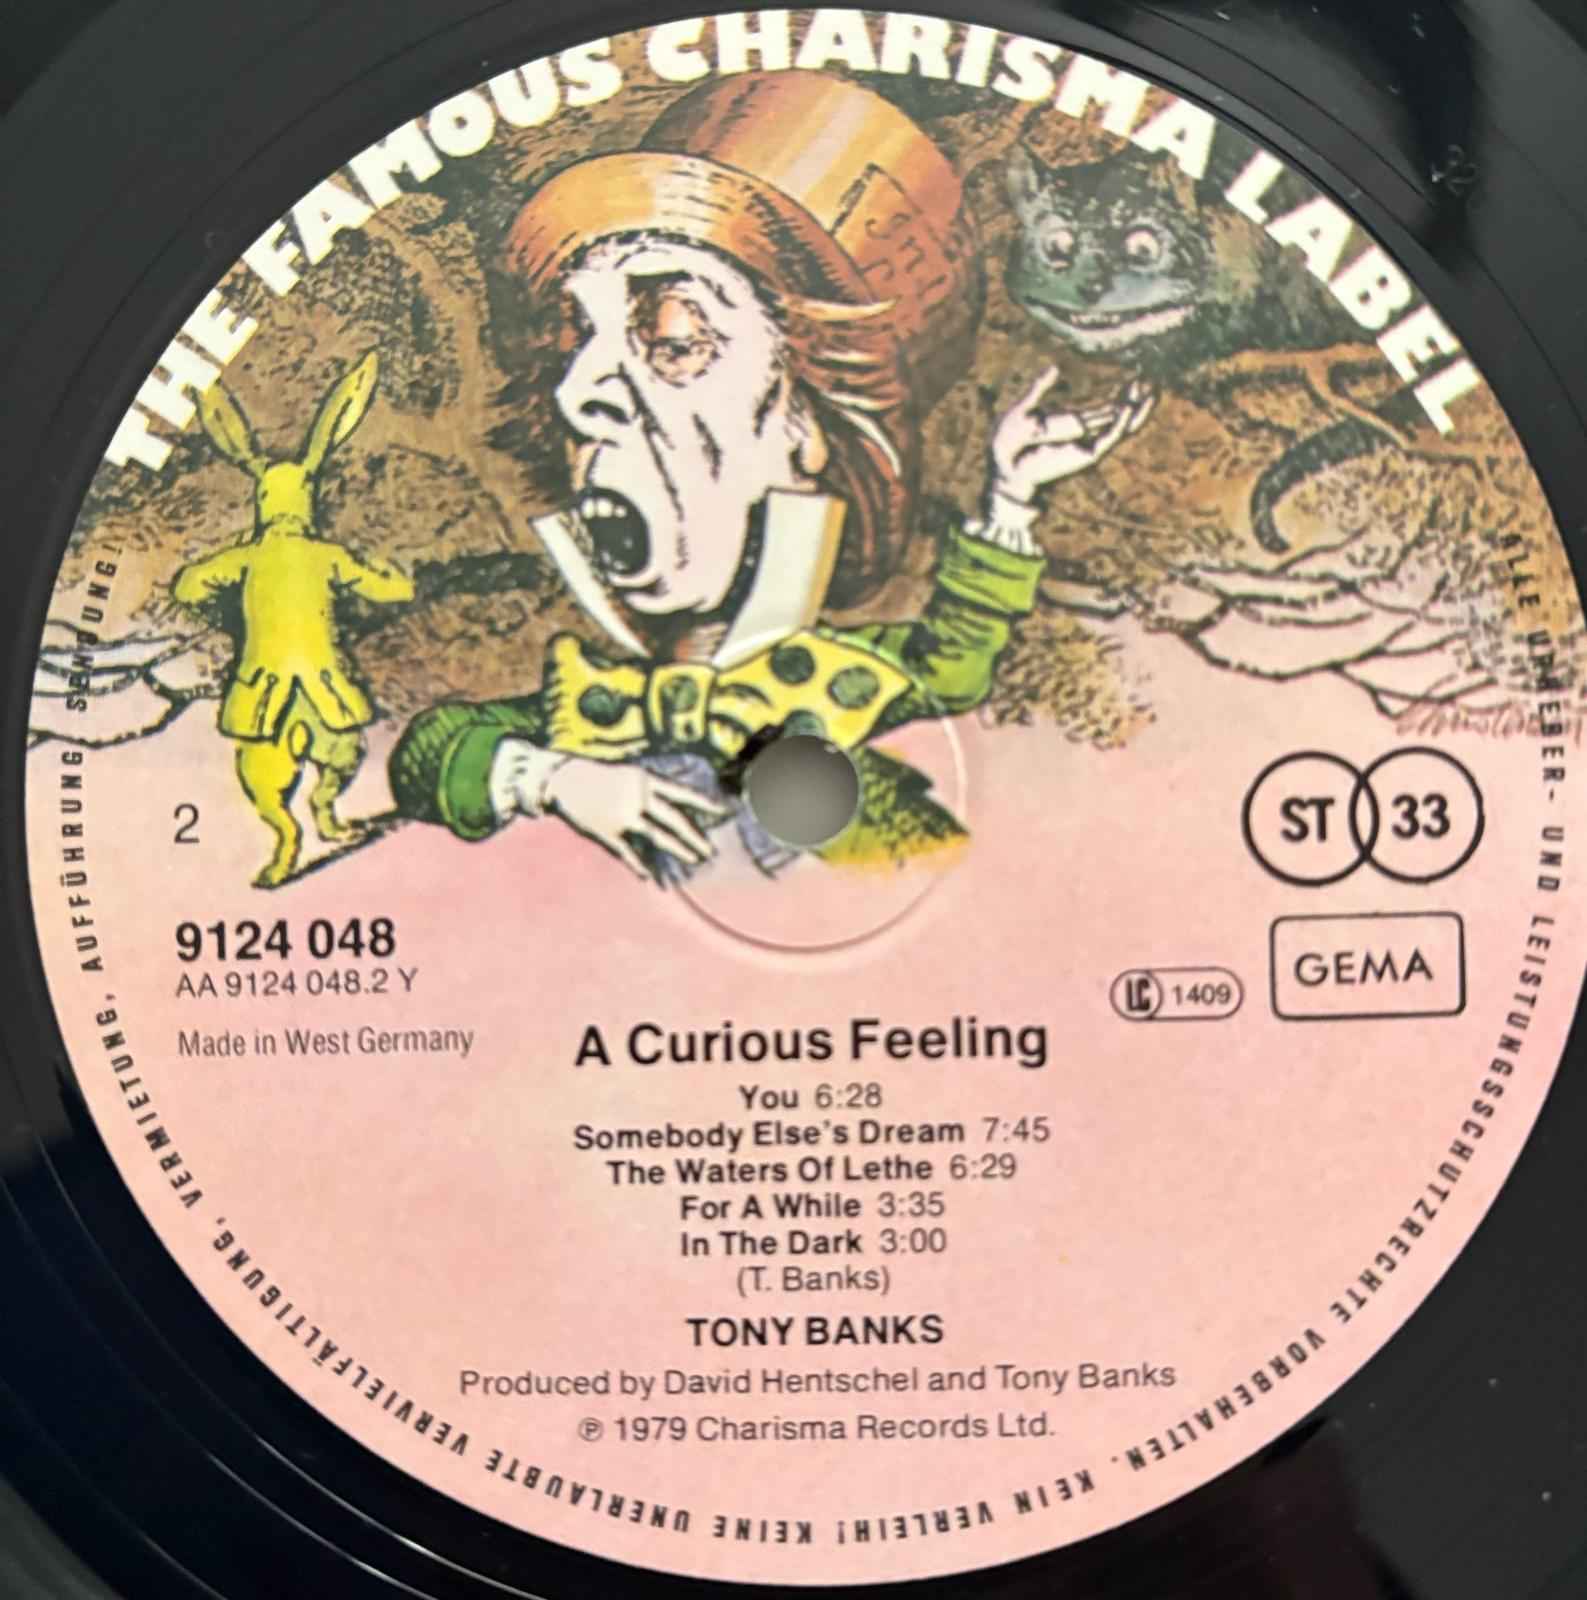 THE FAMOUS CHARISMA LABEL
2
ST 33
9124 048
AA 9124 048.2 Y
LC 1409
GEMA
Made in West Germany
A Curious Feeling
You 6:28
Somebody Else's Dream 7:45
The Waters Of Lethe 6:29
For A While 3:35
In The Dark 3:00
(T. Banks)
TONY BANKS
Produced by David Hentschel and Tony Banks
℗ 1979 Charisma Records Ltd.
ALLE URHEBER- UND LEISTUNGSSCHUTZRECHTE VORBEHALTEN. KEIN VERLEIH! KEINE UNERLAUBTE VERVIELFÄLTIGUNG, VERMIETUNG, AUFFÜHRUNG SENDUNG!